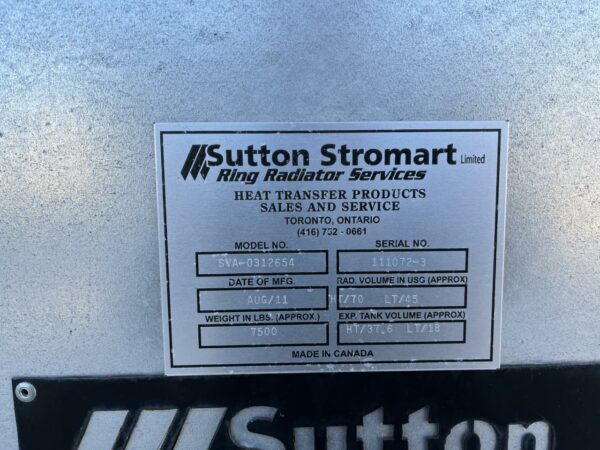 Sutton Stromart Limited
Ring Radiator Services
HEAT TRANSFER PRODUCTS
SALES AND SERVICE
TORONTO, ONTARIO
(416) 732 - 0661
MODEL NO. SERIAL NO.
SVA-0312654 111072-3
DATE OF MFG. RAD. VOLUME IN USG (APPROX)
AUG/11 HT/70 LT/45
WEIGHT IN LBS. (APPROX.) EXP. TANK VOLUME (APPROX)
7500 HT/37.6 LT/18
MADE IN CANADA
Sutton